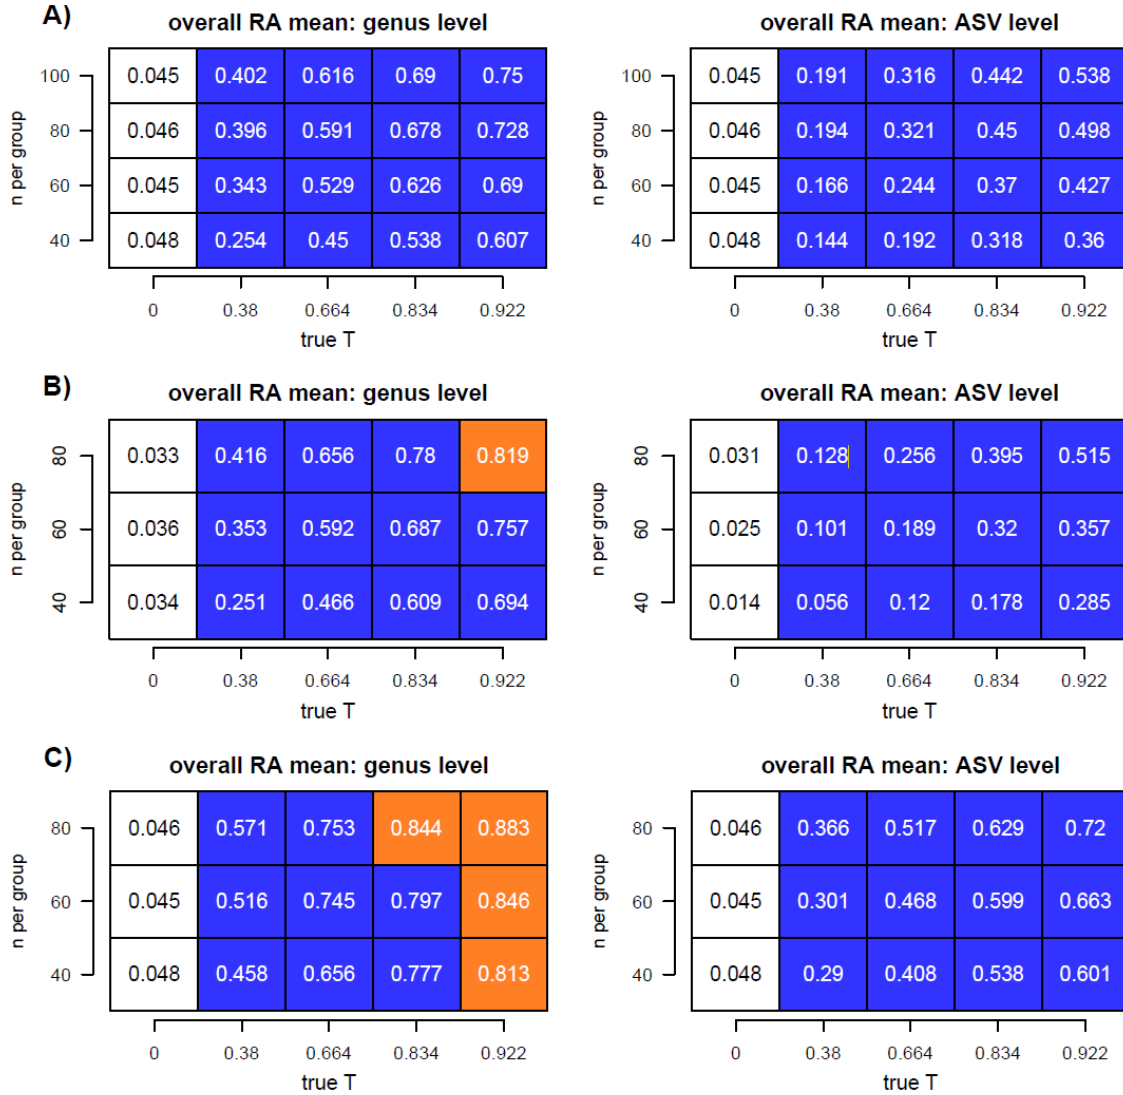 A)
overall RA mean: genus level
overall RA mean: ASV level
n per group
100 0.045 0.402 0.616 0.69 0.75
80 0.046 0.396 0.591 0.678 0.728
60 0.045 0.343 0.529 0.626 0.69
40 0.048 0.254 0.45 0.538 0.607
0 0.38 0.664 0.834 0.922
true T
n per group
100 0.045 0.191 0.316 0.442 0.538
80 0.046 0.194 0.321 0.45 0.498
60 0.045 0.166 0.244 0.37 0.427
40 0.048 0.144 0.192 0.318 0.36
0 0.38 0.664 0.834 0.922
true T
B)
overall RA mean: genus level
overall RA mean: ASV level
n per group
80 0.033 0.416 0.656 0.78 0.819
60 0.036 0.353 0.592 0.687 0.757
40 0.034 0.251 0.466 0.609 0.694
0 0.38 0.664 0.834 0.922
true T
n per group
80 0.031 0.128 0.256 0.395 0.515
60 0.025 0.101 0.189 0.32 0.357
40 0.014 0.056 0.12 0.178 0.285
0 0.38 0.664 0.834 0.922
true T
C)
overall RA mean: genus level
overall RA mean: ASV level
n per group
80 0.046 0.571 0.753 0.844 0.883
60 0.045 0.516 0.745 0.797 0.846
40 0.048 0.458 0.656 0.777 0.813
0 0.38 0.664 0.834 0.922
true T
n per group
80 0.046 0.366 0.517 0.629 0.72
60 0.045 0.301 0.468 0.599 0.663
40 0.048 0.29 0.408 0.538 0.601
0 0.38 0.664 0.834 0.922
true T